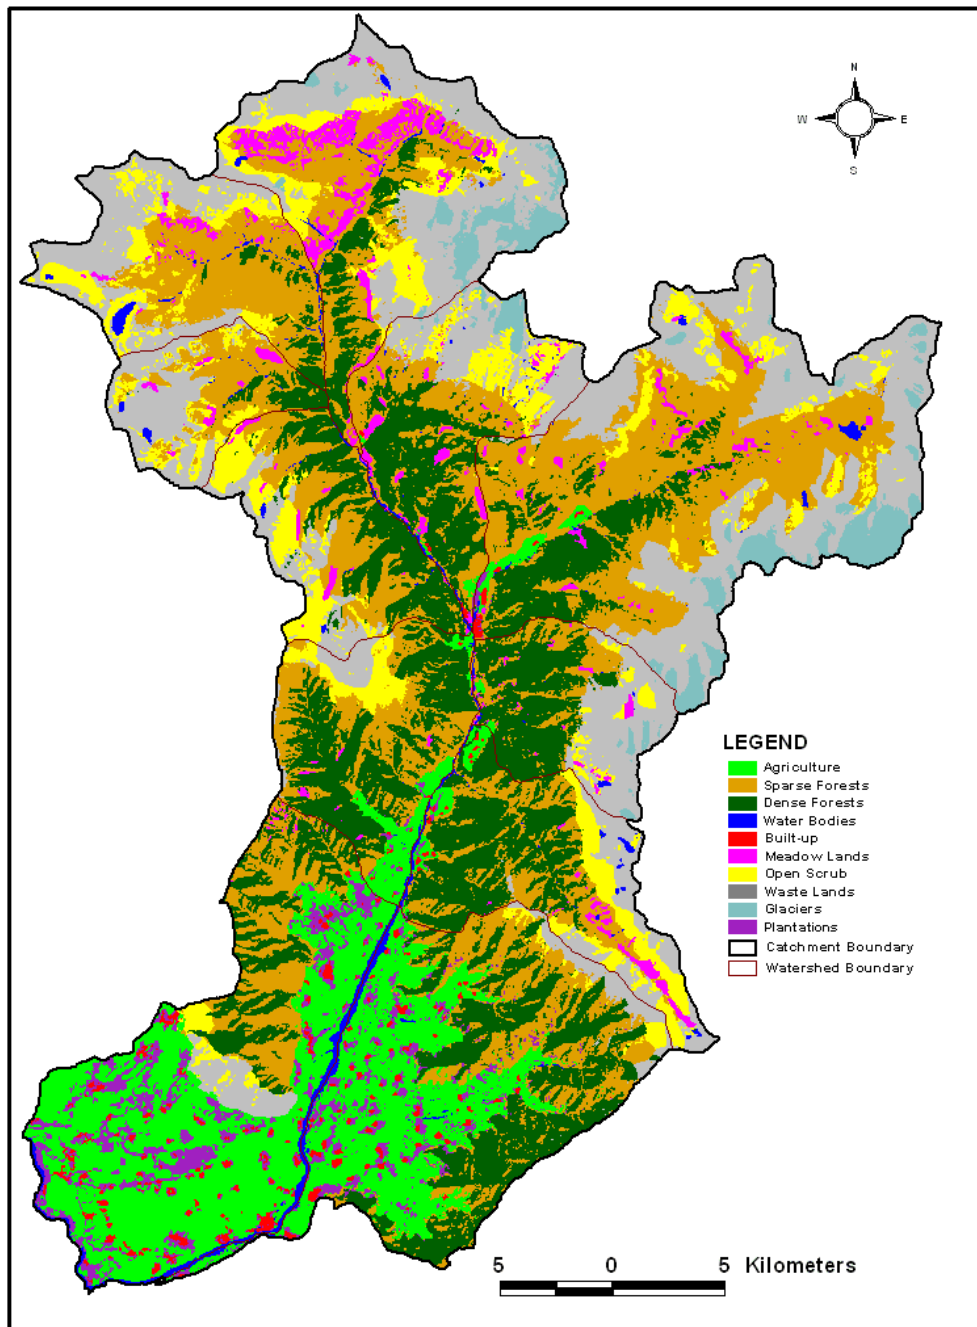 N
W E
S
LEGEND
Agriculture
Sparse Forests
Dense Forests
Water Bodies
Built-up
Meadow Lands
Open Scrub
Waste Lands
Glaciers
Plantations
Catchment Boundary
Watershed Boundary
5 0 5 Kilometers